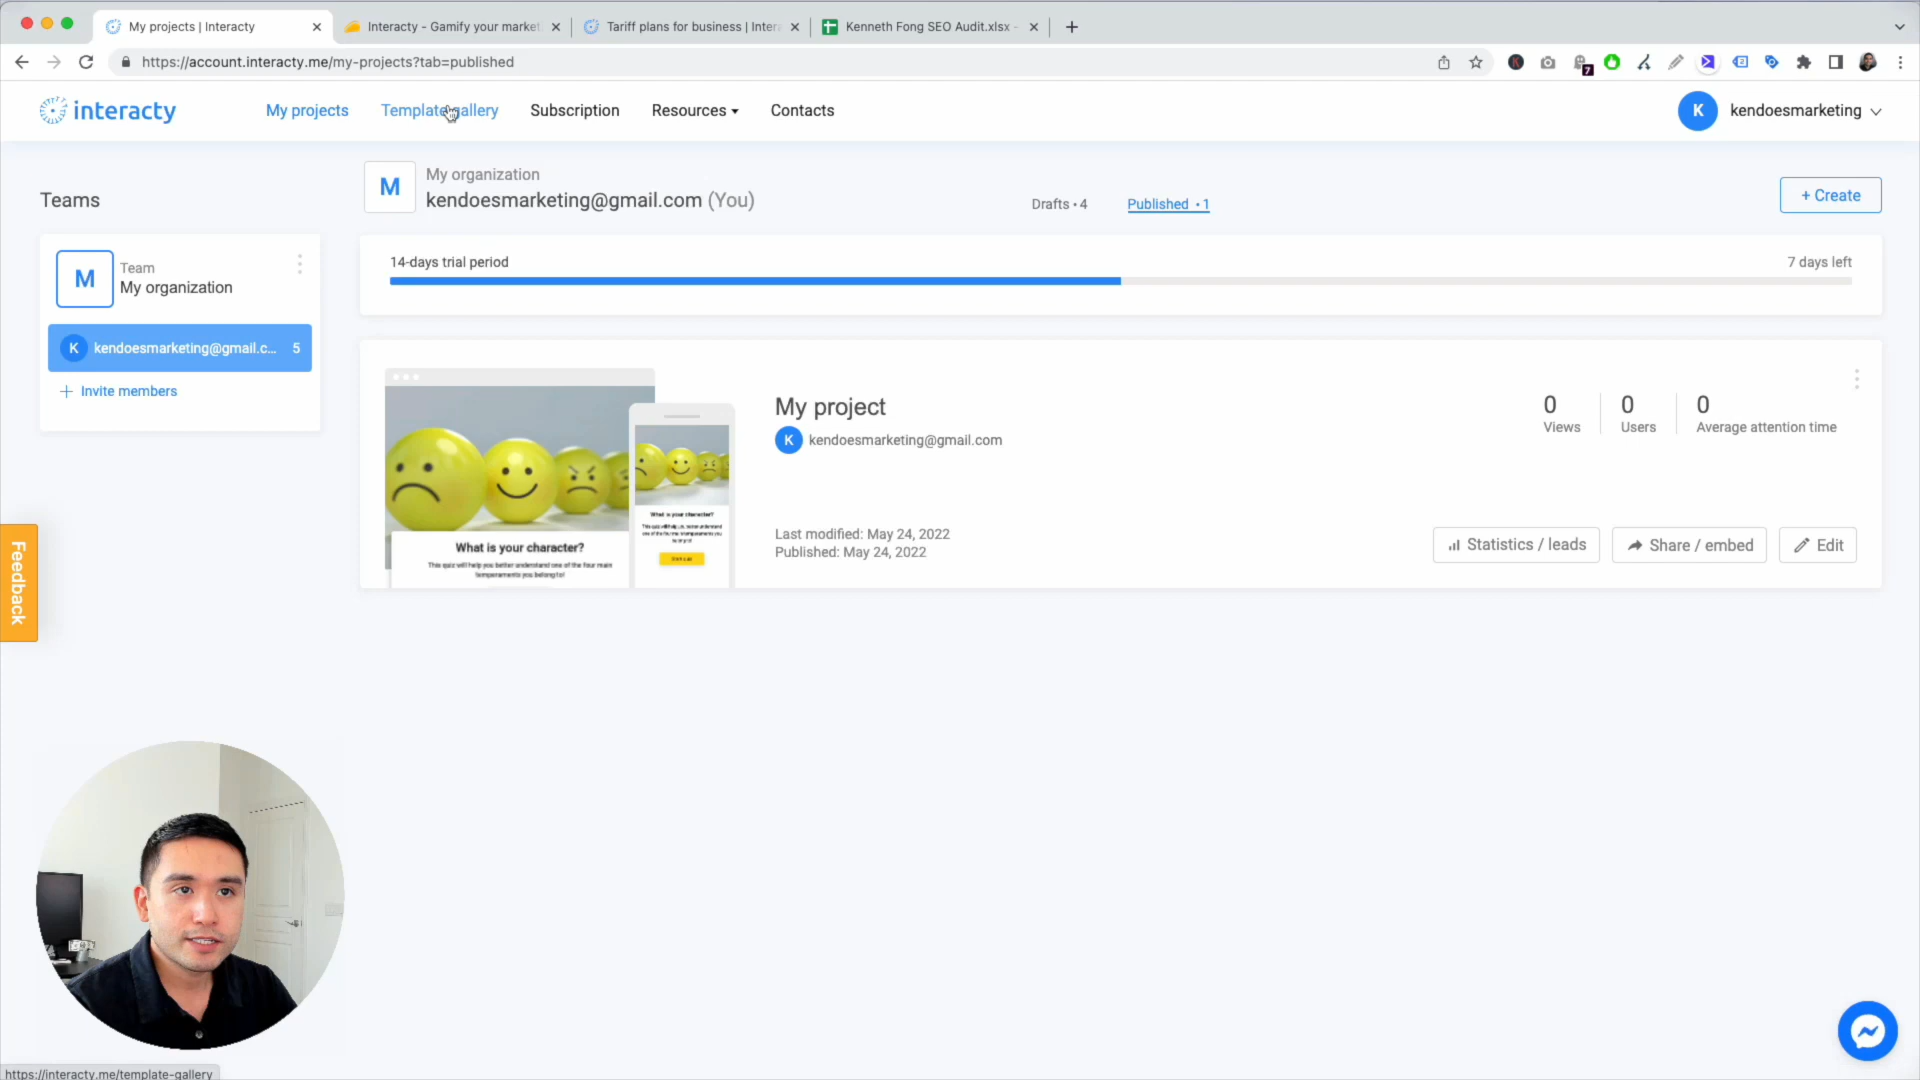 My projects | Interacty
Interacty - Gamify your market
Tariff plans for business | Inter
Kenneth Fong SEO Audit.xlsx -
https://account.interacty.me/my-projects?tab=published
7
interacty
My projects
Template gallery
Subscription
Resources
Contacts
K
kendoesmarketing
Teams
M
My organization
kendoesmarketing@gmail.com (You)
Drafts • 4
Published • 1
+ Create
M
Team
My organization
K
kendoesmarketing@gmail.c...
5
+ Invite members
14-days trial period
7 days left
What is your character?
This quiz will help you better understand one of the four main
temperaments you belong to!
What is your character?
My project
K
kendoesmarketing@gmail.com
Last modified: May 24, 2022
Published: May 24, 2022
0
Views
0
Users
0
Average attention time
Statistics / leads
Share / embed
Edit
Feedback
https://interacty.me/template-gallery